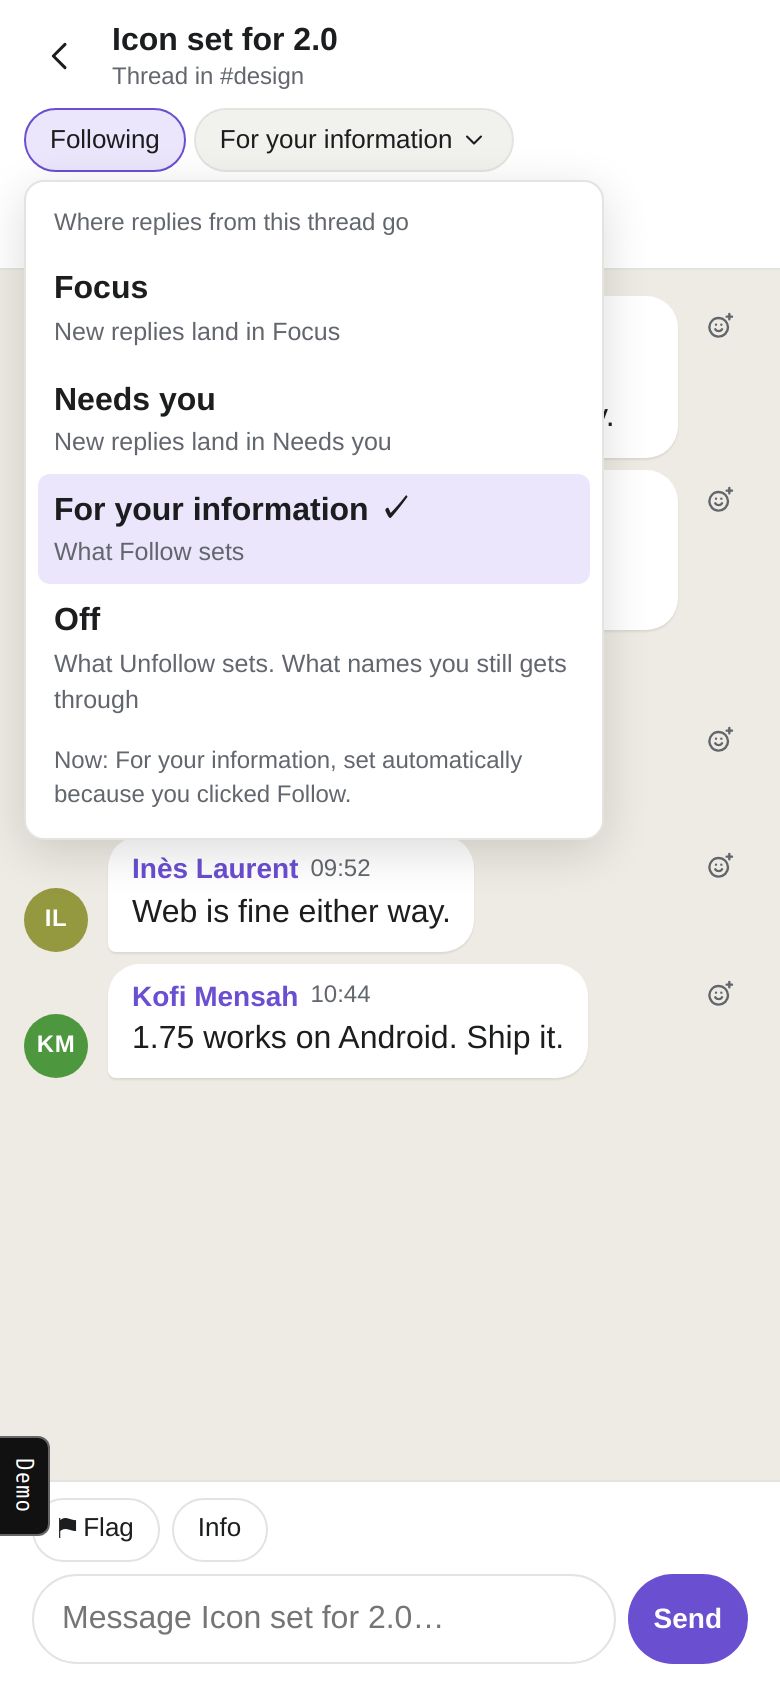 Icon set for 2.0
Thread in #design
Following
For your information
Where replies from this thread go
Focus
New replies land in Focus
Needs you
New replies land in Needs you
For your information ✓
What Follow sets
Off
What Unfollow sets. What names you still gets
through
Now: For your information, set automatically
because you clicked Follow.
IL
Inès Laurent 09:52
Web is fine either way.
KM
Kofi Mensah 10:44
1.75 works on Android. Ship it.
Demo
Flag
Info
Message Icon set for 2.0…
Send